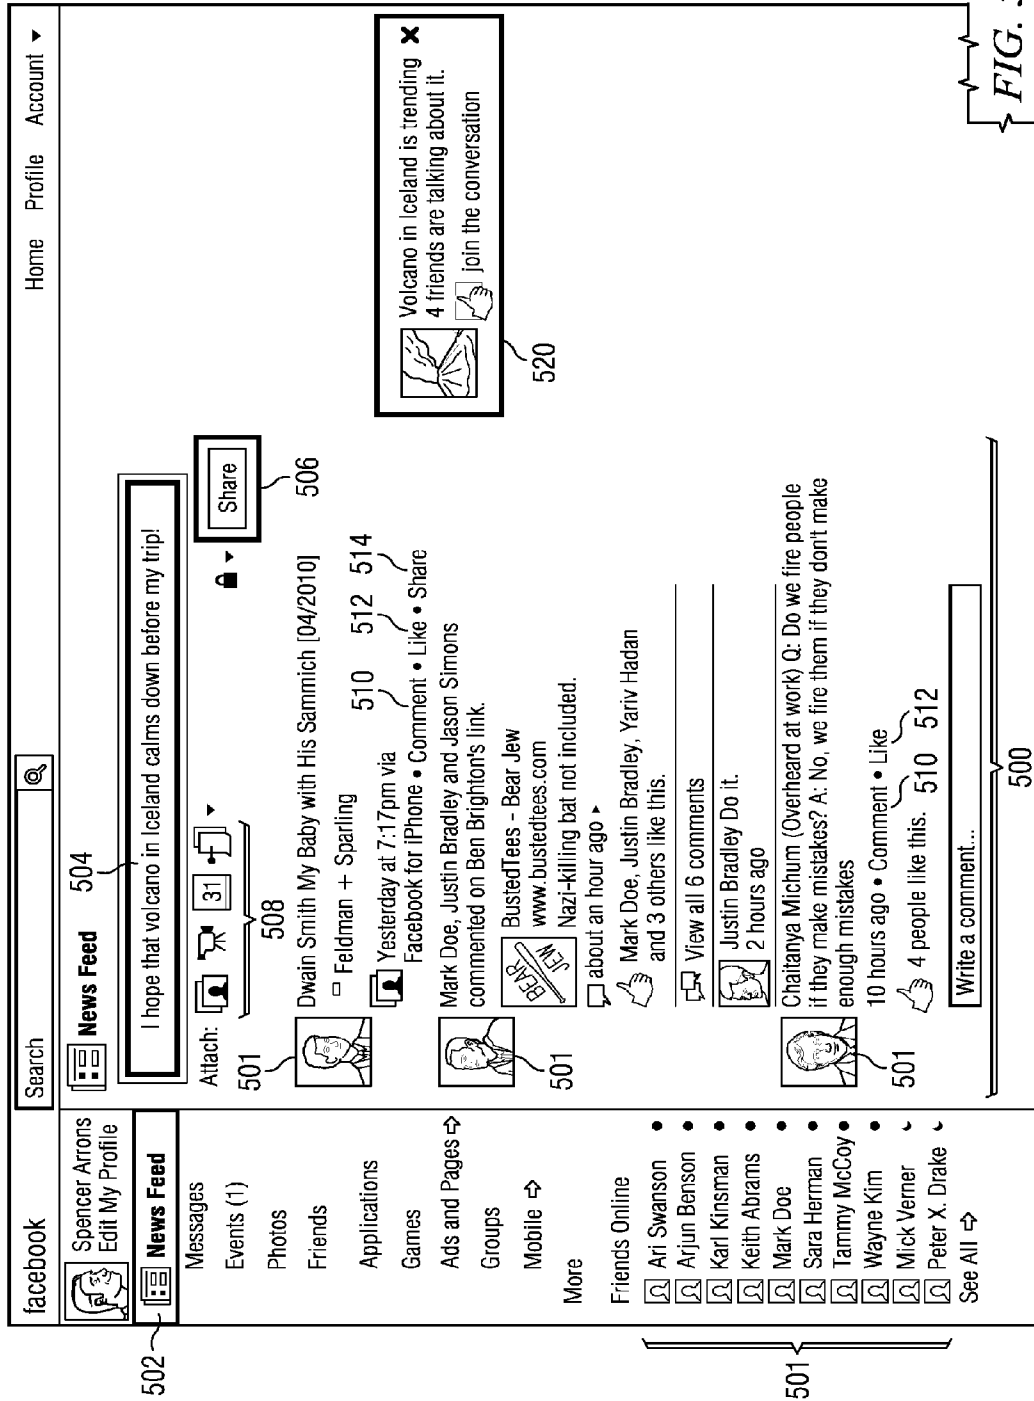 facebook
Search
Home Profile Account
Spencer Arrons
Edit My Profile
502
News Feed
Messages
Events (1)
Photos
Friends
Applications
Games
Ads and Pages ⇨
Groups
Mobile ⇨
More
Friends Online
Ari Swanson
Arjun Benson
Karl Kinsman
Keith Abrams
Mark Doe
Sara Herman
Tammy McCoy
Wayne Kim
Mick Verner
Peter X. Drake
See All ⇨
501
News Feed
504
I hope that volcano in Iceland calms down before my trip!
Attach:
31
508
Share
506
501
Dwain Smith My Baby with His Sammich [04/2010]
Feldman + Sparling
Yesterday at 7:17pm via
Facebook for iPhone • Comment • Like • Share
510 512 514
501
Mark Doe, Justin Bradley and Jason Simons
commented on Ben Brighton's link.
BEAR
JEW
BustedTees - Bear Jew
www.bustedtees.com
Nazi-killing bat not included.
about an hour ago
Mark Doe, Justin Bradley, Yariv Hadan
and 3 others like this.
View all 6 comments
Justin Bradley Do it.
2 hours ago
501
Chaitanya Michum (Overheard at work) Q: Do we fire people
if they make mistakes? A: No, we fire them if they don't make
enough mistakes
10 hours ago • Comment • Like
510 512
4 people like this.
Write a comment...
500
Volcano in Iceland is trending
4 friends are talking about it.
join the conversation
520
FIG.